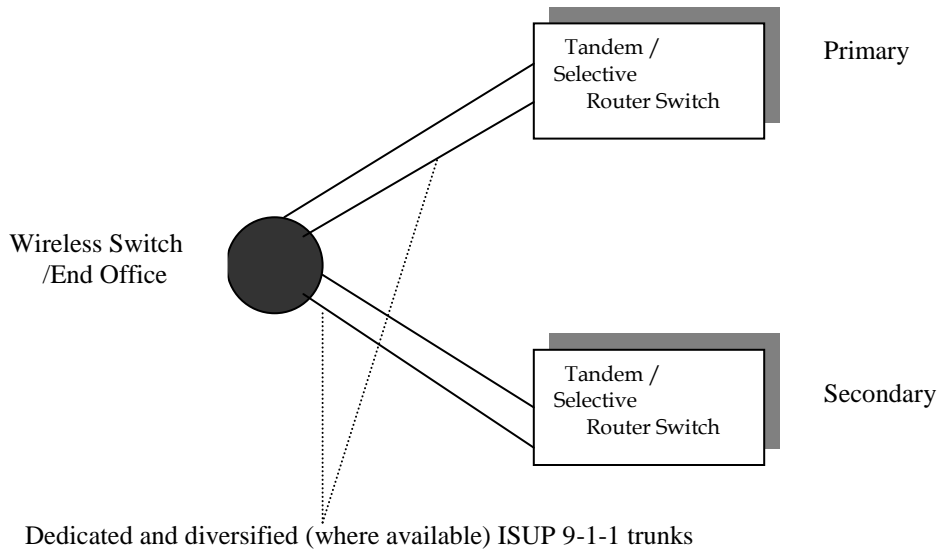 Tandem /
Selective
Router Switch
Primary
Wireless Switch
/End Office
Tandem /
Selective
Router Switch
Secondary
Dedicated and diversified (where available) ISUP 9-1-1 trunks